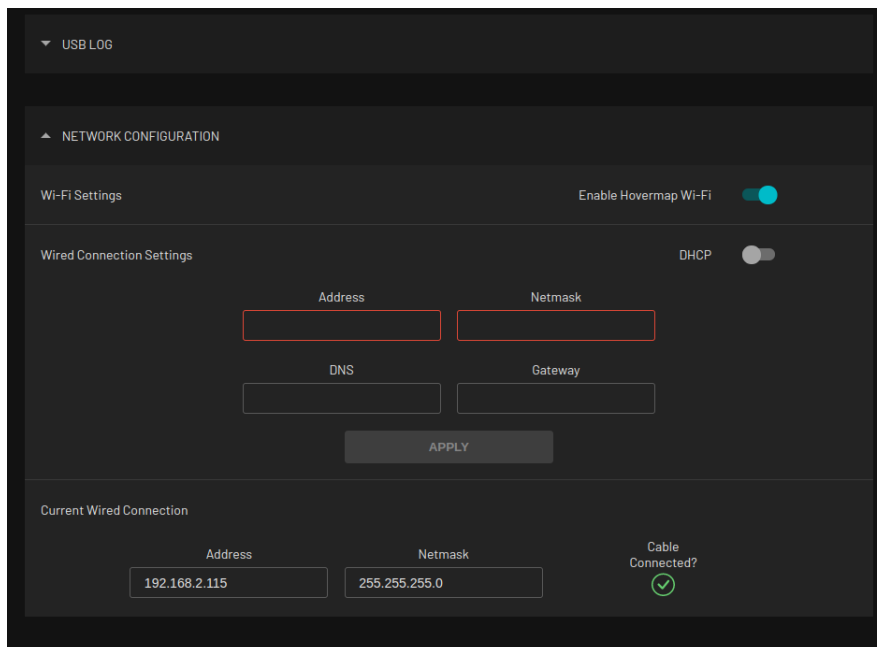 USB LOG
NETWORK CONFIGURATION
Wi-Fi Settings
Enable Hovermap Wi-Fi
Wired Connection Settings
DHCP
Address
Netmask
DNS
Gateway
APPLY
Current Wired Connection
Address
Netmask
Cable
Connected?
192.168.2.115
255.255.255.0